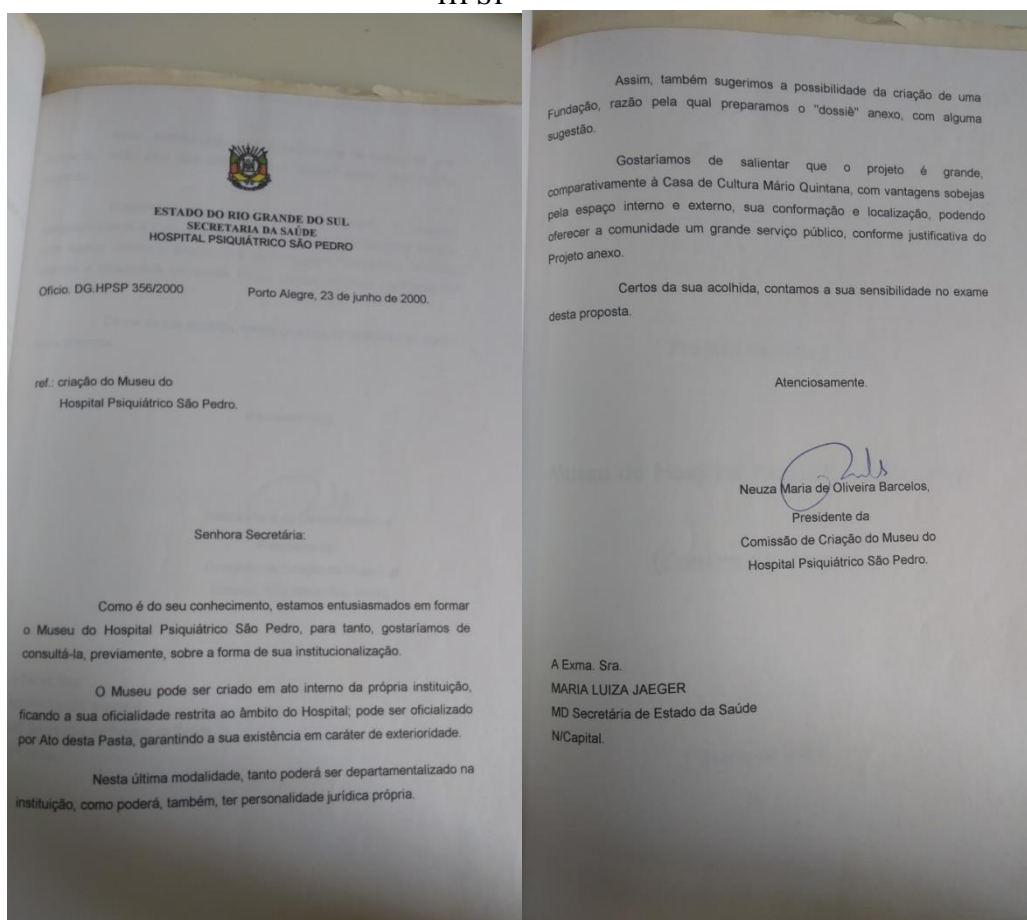 ESTADO DO RIO GRANDE DO SUL
SECRETARIA DA SAÚDE
HOSPITAL PSIQUIÁTRICO SÃO PEDRO
Ofício. DG.HPSP 356/2000
Porto Alegre, 23 de junho de 2000.
ref.: criação do Museu do
Hospital Psiquiátrico São Pedro.
Senhora Secretária:
Como é do seu conhecimento, estamos entusiasmados em formar
o Museu do Hospital Psiquiátrico São Pedro, para tanto, gostaríamos de
consultá-la, previamente, sobre a forma de sua institucionalização.
O Museu pode ser criado em ato interno da própria instituição,
ficando a sua oficialidade restrita ao âmbito do Hospital; pode ser oficializado
por Ato desta Pasta, garantindo a sua existência em caráter de exterioridade.
Nesta última modalidade, tanto poderá ser departamentalizado na
instituição, como poderá, também, ter personalidade jurídica própria.
Assim, também sugerimos a possibilidade da criação de uma
Fundação, razão pela qual preparamos o "dossiê" anexo, com alguma
sugestão.
Gostaríamos de salientar que o projeto é grande,
comparativamente à Casa de Cultura Mário Quintana, com vantagens sobejas
pela espaço interno e externo, sua conformação e localização, podendo
oferecer a comunidade um grande serviço público, conforme justificativa do
Projeto anexo.
Certos da sua acolhida, contamos a sua sensibilidade no exame
desta proposta.
Atenciosamente.
Neuza Maria de Oliveira Barcelos,
Presidente da
Comissão de Criação do Museu do
Hospital Psiquiátrico São Pedro.
A Exma. Sra.
MARIA LUIZA JAEGER
MD Secretária de Estado da Saúde
N/Capital.